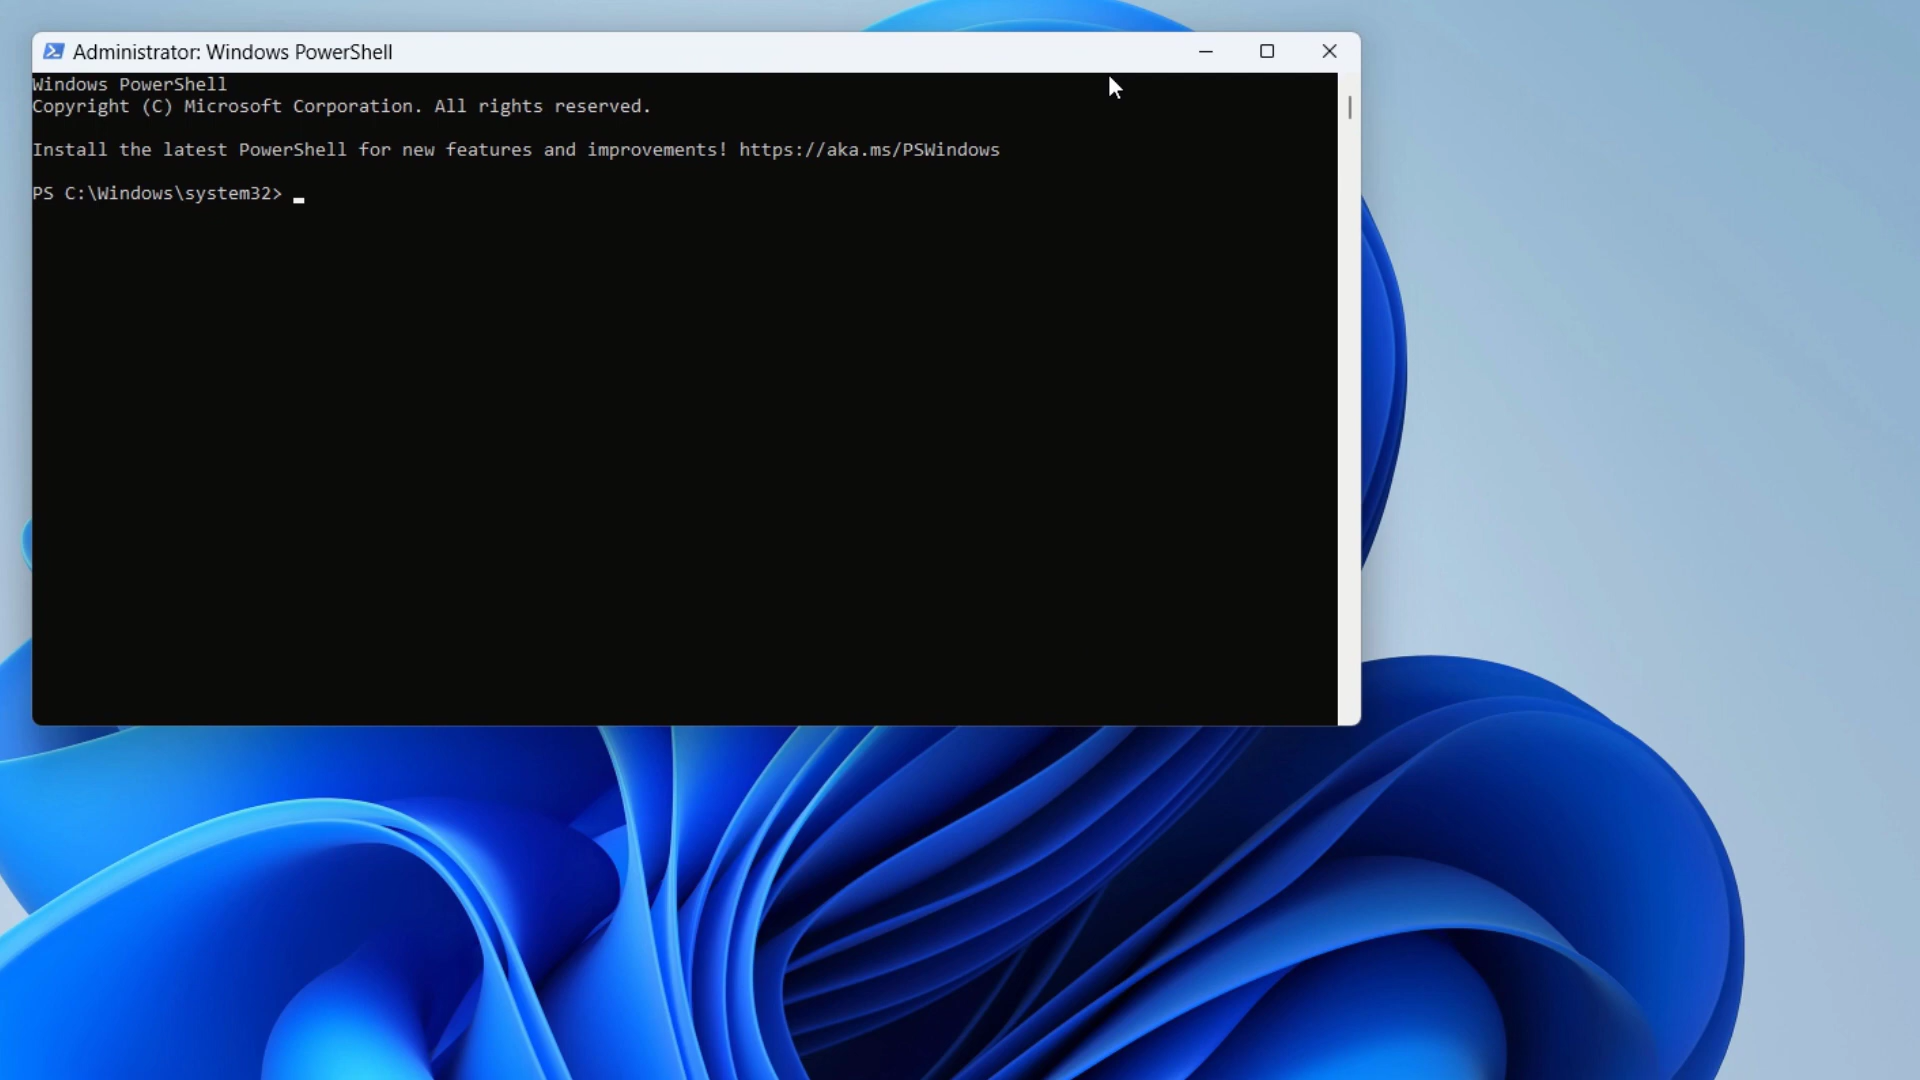 Administrator: Windows PowerShell
Windows PowerShell
Copyright (C) Microsoft Corporation. All rights reserved.
Install the latest PowerShell for new features and improvements! https://aka.ms/PSWindows
PS C:\Windows\system32>